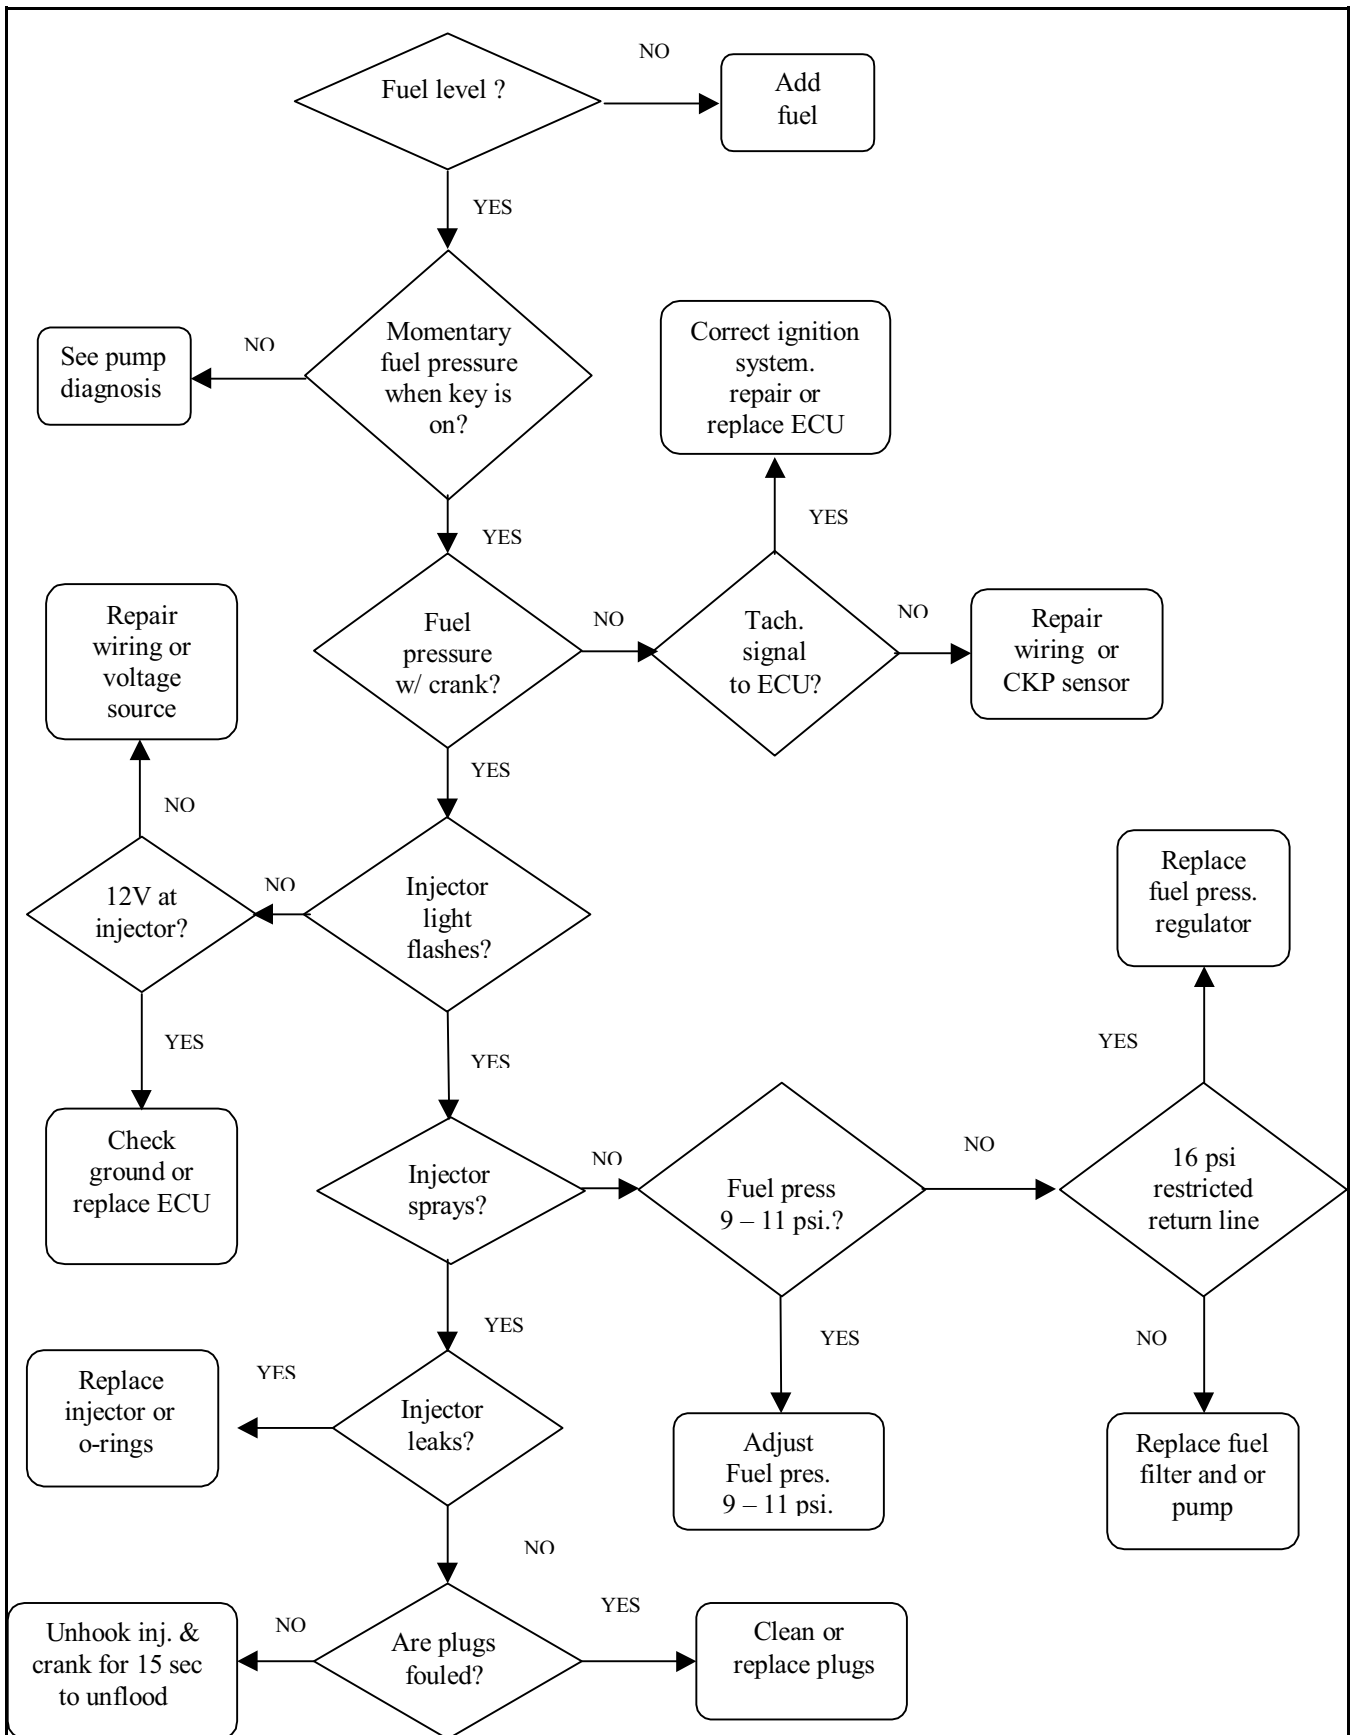 Fuel level ?
NO
Add
fuel
YES
Momentary
fuel pressure
when key is
on?
NO
See pump
diagnosis
Correct ignition
system.
repair or
replace ECU
YES
YES
Fuel
pressure
w/ crank?
NO
Tach.
signal
to ECU?
NO
Repair
wiring or
CKP sensor
Repair
wiring or
voltage
source
YES
NO
12V at
injector?
NO
Injector
light
flashes?
Replace
fuel press.
regulator
YES
YES
YES
Check
ground or
replace ECU
Injector
sprays?
NO
Fuel press
9 – 11 psi.?
NO
16 psi
restricted
return line
YES
YES
NO
Replace
injector or
o-rings
YES
Injector
leaks?
Adjust
Fuel pres.
9 – 11 psi.
Replace fuel
filter and or
pump
NO
Unhook inj. &
crank for 15 sec
to unflood
NO
Are plugs
fouled?
YES
Clean or
replace plugs